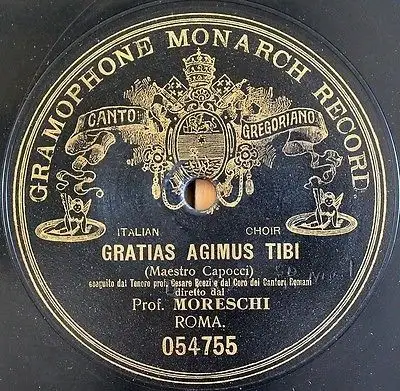 GRAMOPHONE MONARCH RECORD
CANTO GREGORIANO
ITALIAN CHOIR
GRATIAS AGIMUS TIBI
(Maestro Capocci)
eseguito dal Tenore prof. Cesare Boezi e dal Coro dei Cantori Romani
diretto dal
Prof. MORESCHI
ROMA.
054755